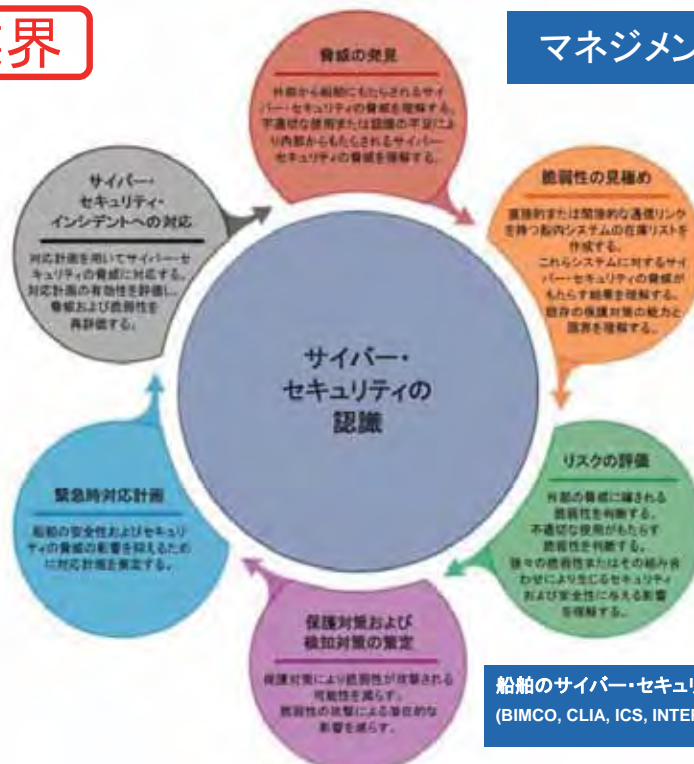 界
マネジメン
脅威の発見
外部から船舶にもたらされるサイ
バー・セキュリティの脅威を理解する。
不適切な使用または認識の不足によ
り内部からもたらされるサイバー
セキュリティの脅威を理解する。
サイバー・
セキュリティ・
インシデントへの対応
対応計画を用いてサイバー・セ
キュリティの脅威に対応する。
対応計画の有効性を評価し、
脅威および脆弱性を
再評価する。
脆弱性の見極め
直接的または間接的な通信リンク
を持つ船内システムの在庫リストを
作成する。
これらシステムに対するサイ
バー・セキュリティの脅威が
もたらす結果を理解する。
既存の保護対策の能力と
限界を理解する。
サイバー・
セキュリティの
認識
緊急時対応計画
船舶の安全性およびセキュリ
ティの脅威の影響を抑えるため
に対応計画を策定する。
リスクの評価
外部の脅威に曝される
脆弱性を判断する。
不適切な使用がもたらす
脆弱性を判断する。
様々の脆弱性またはその組み合
わせにより生じるセキュリティ
および安全性に与える影響
を理解する。
保護対策および
検知対策の策定
保護対策により脆弱性が攻撃される
可能性を減らす。
脆弱性の攻撃による潜在的な
影響を減らす。
船舶のサイバー・セキュリ
(BIMCO, CLIA, ICS, INTE